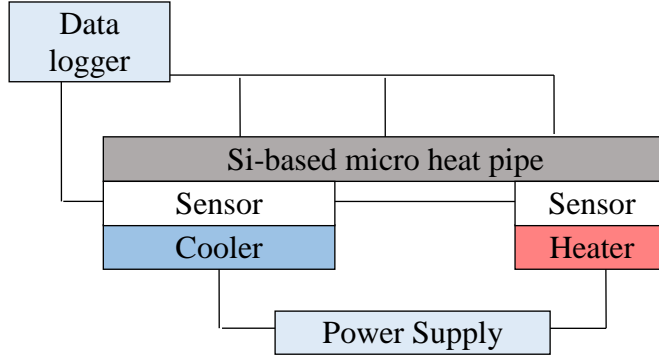 Data
logger
Si-based micro heat pipe
Sensor
Sensor
Cooler
Heater
Power Supply